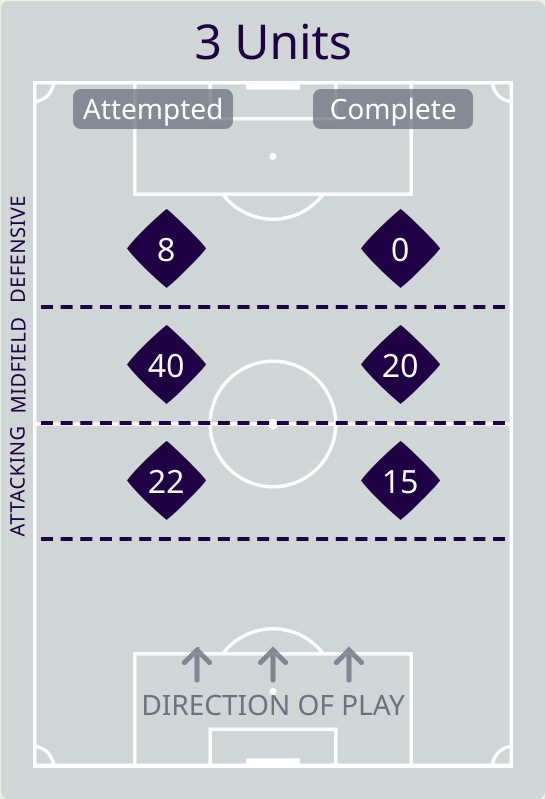 3 Units
Attempted
Complete
DEFENSIVE
8
0
MIDFIELD
40
20
ATTACKING
22
15
DIRECTION OF PLAY